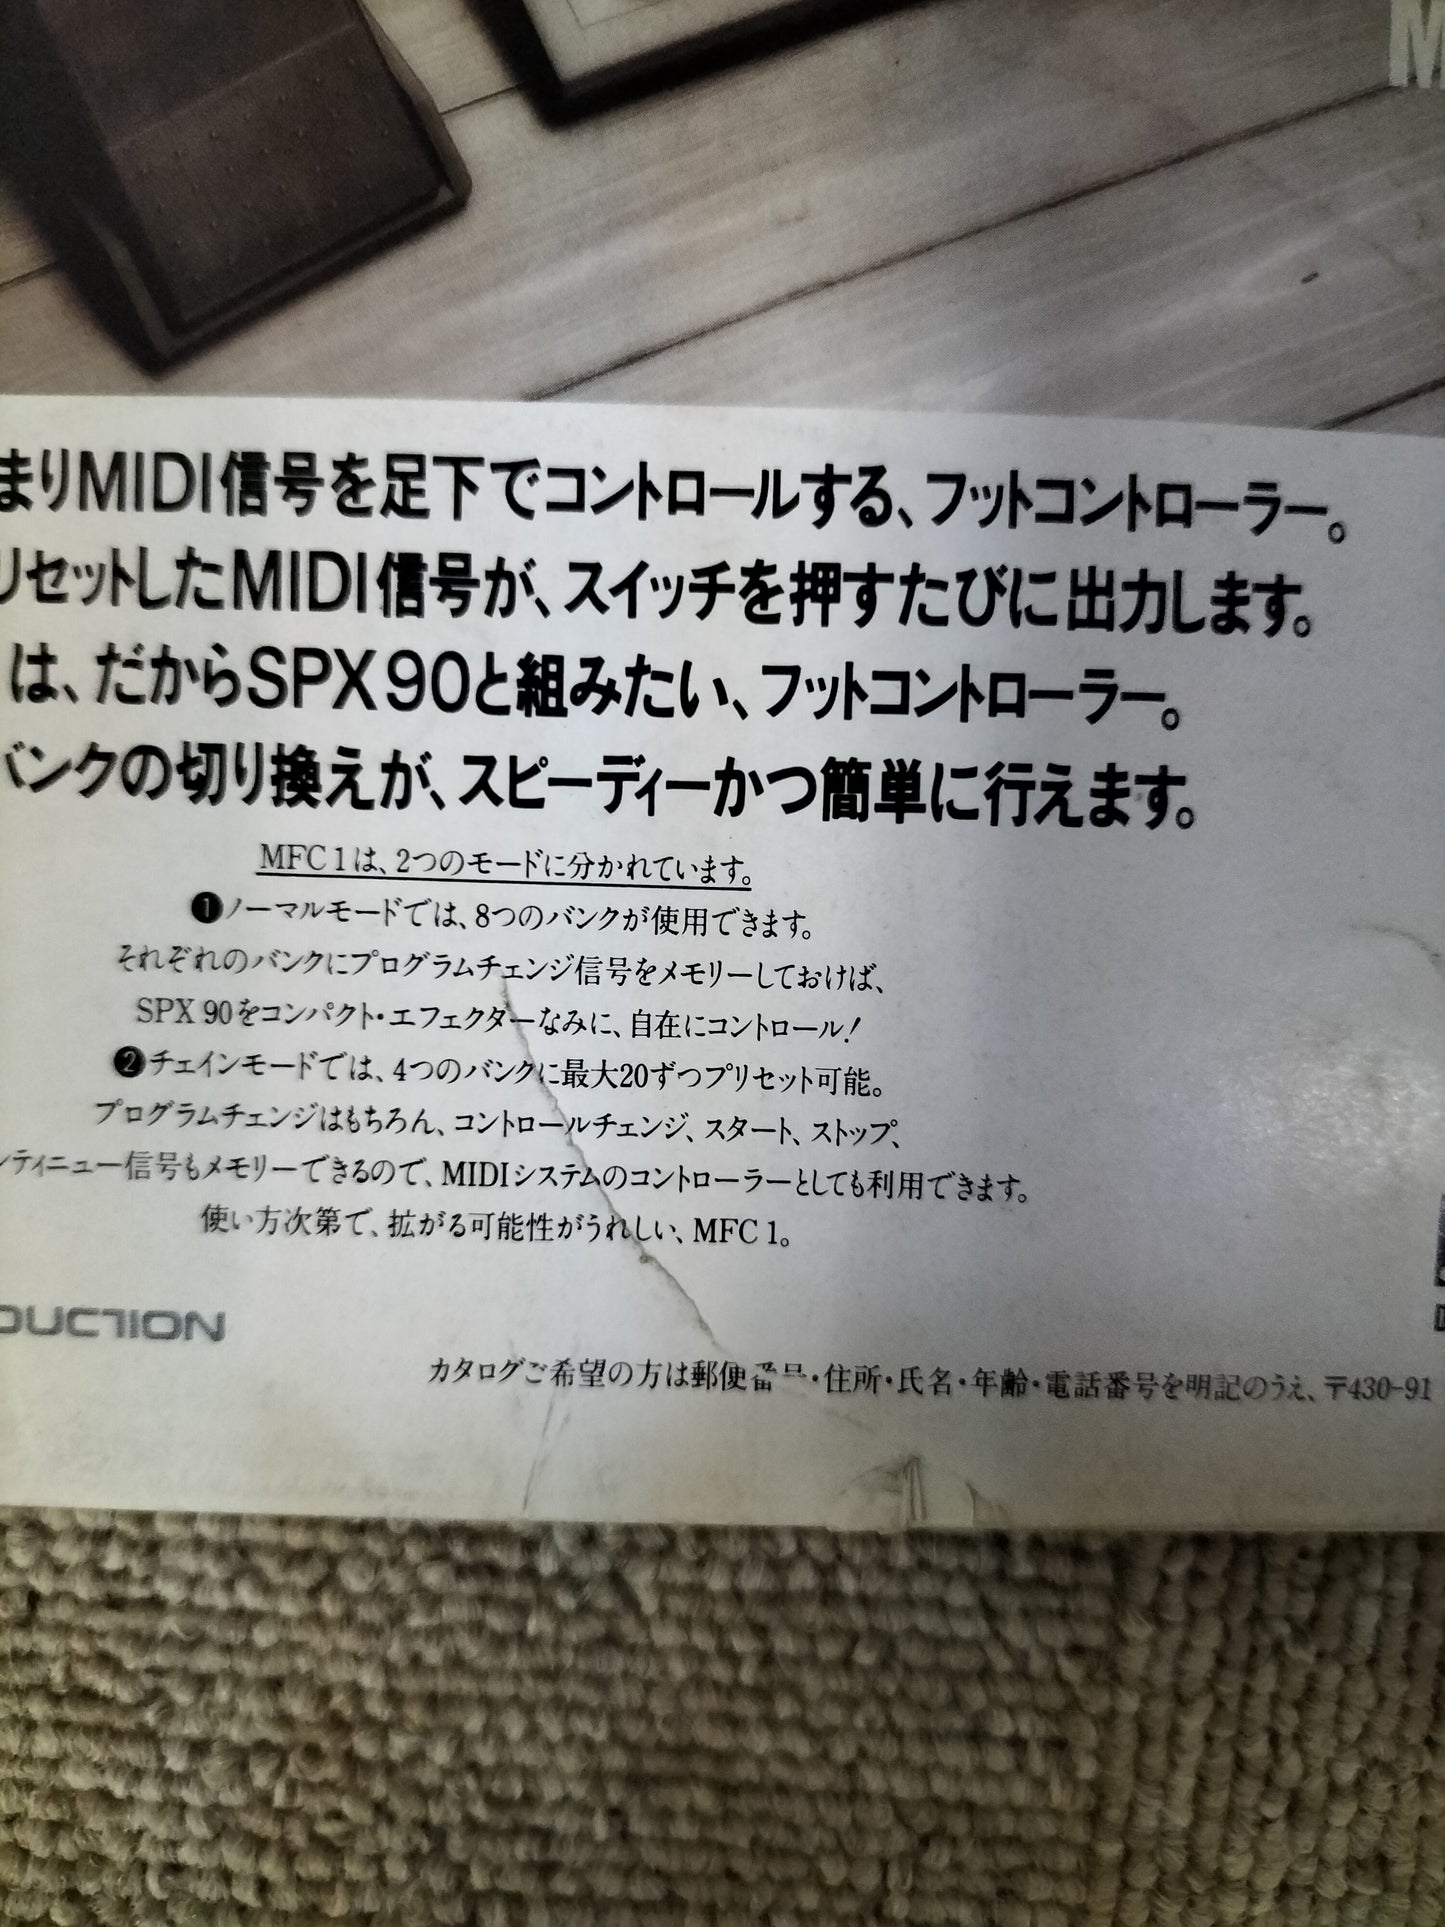 M
まりMIDI信号を足下でコントロールする、フットコントローラー。
リセットしたMIDI信号が、スイッチを押すたびに出力します。
は、だからSPX90と組みたい、フットコントローラー。
バンクの切り換えが、スピーディーかつ簡単に行えます。
MFC1は、2つのモードに分かれています。
❶ノーマルモードでは、8つのバンクが使用できます。
それぞれのバンクにプログラムチェンジ信号をメモリーしておけば、
SPX90をコンパクト・エフェクターなみに、自在にコントロール!
❷チェインモードでは、4つのバンクに最大20ずつプリセット可能。
プログラムチェンジはもちろん、コントロールチェンジ、スタート、ストップ、
ンティニュー信号もメモリーできるので、MIDIシステムのコントローラーとしても利用できます。
使い方次第で、拡がる可能性がうれしい、MFC1。
DUCTION
カタログご希望の方は郵便番号・住所・氏名・年齢・電話番号を明記のうえ、〒430-91